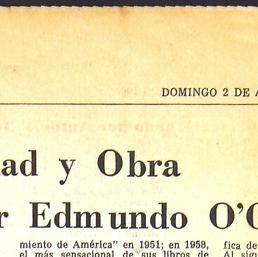 DOMINGO 2 DE
ad y Obra
Edmundo O'
miento de América" en 1951; en 1958,
el más sensacional de sus libros de
fica de
Al